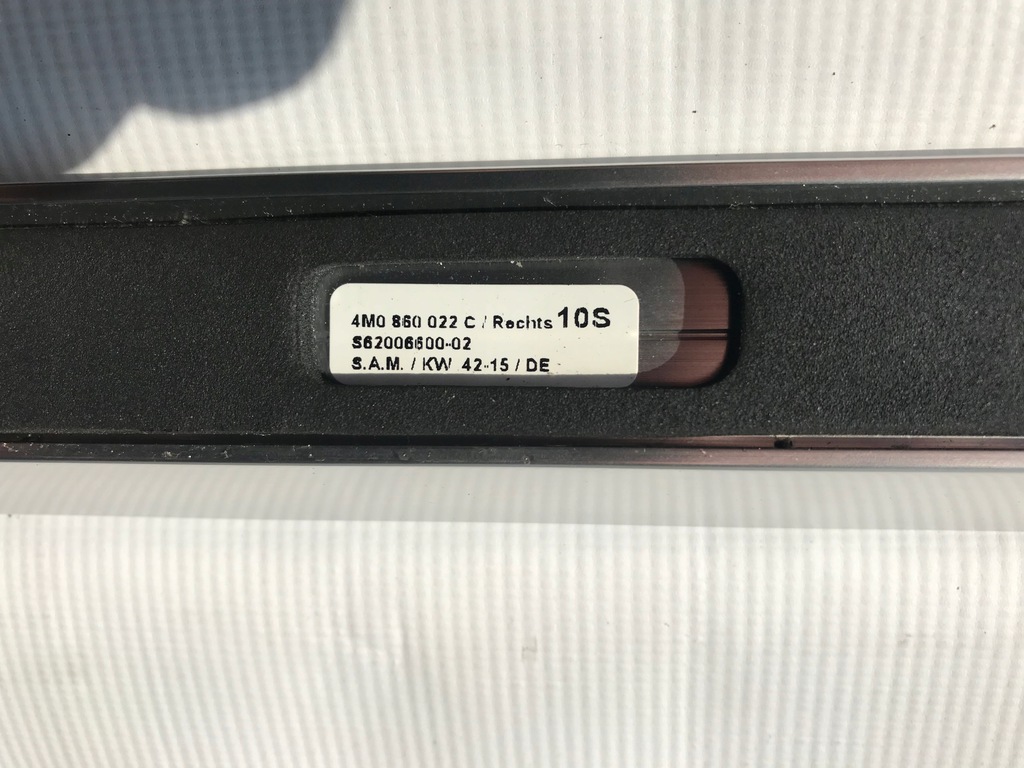 4M0 860 022 C / Rechts 10S
S62006600-02
S.A.M. / KW 42-15 / DE